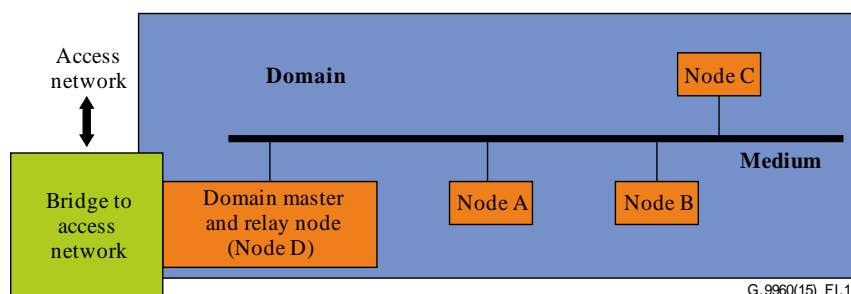 Access
network
Domain
Node C
Medium
Bridge to
access
network
Domain master
and relay node
(Node D)
Node A
Node B
G.9960(15)_FI.1